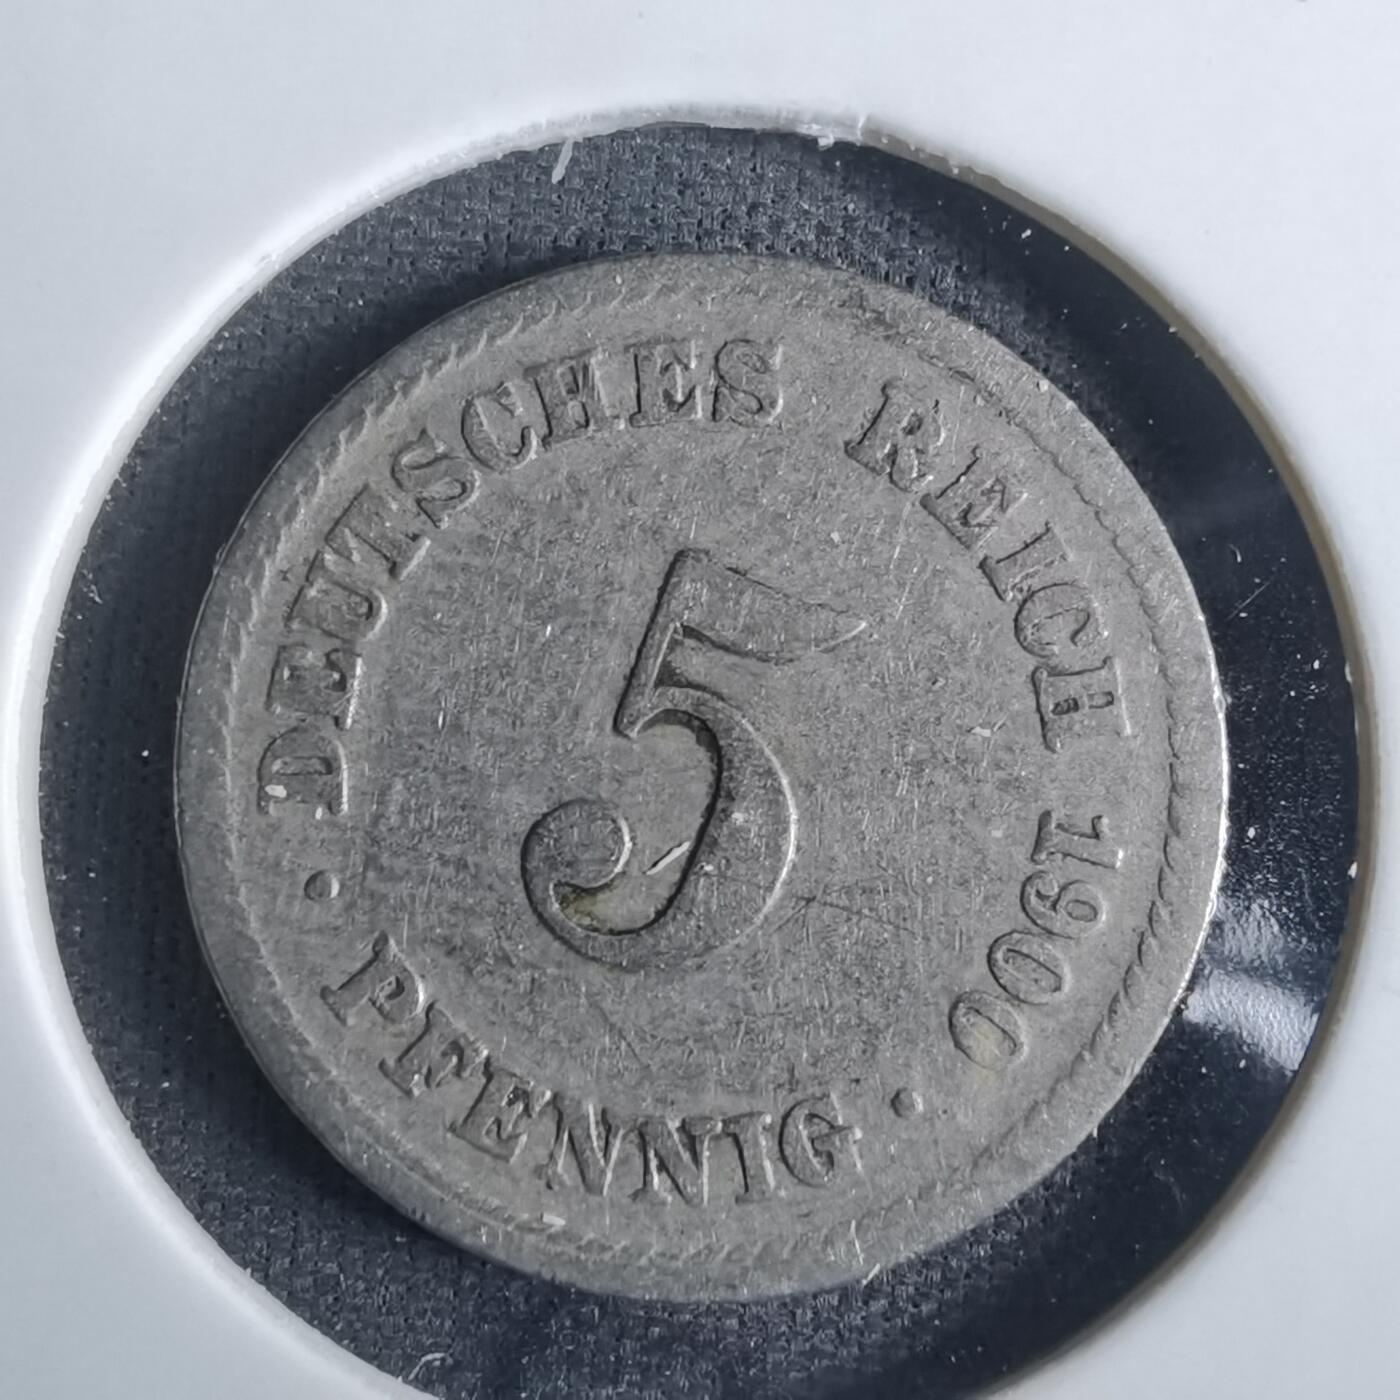 DEUTSCHES REICH 1900
5
PFENNIG